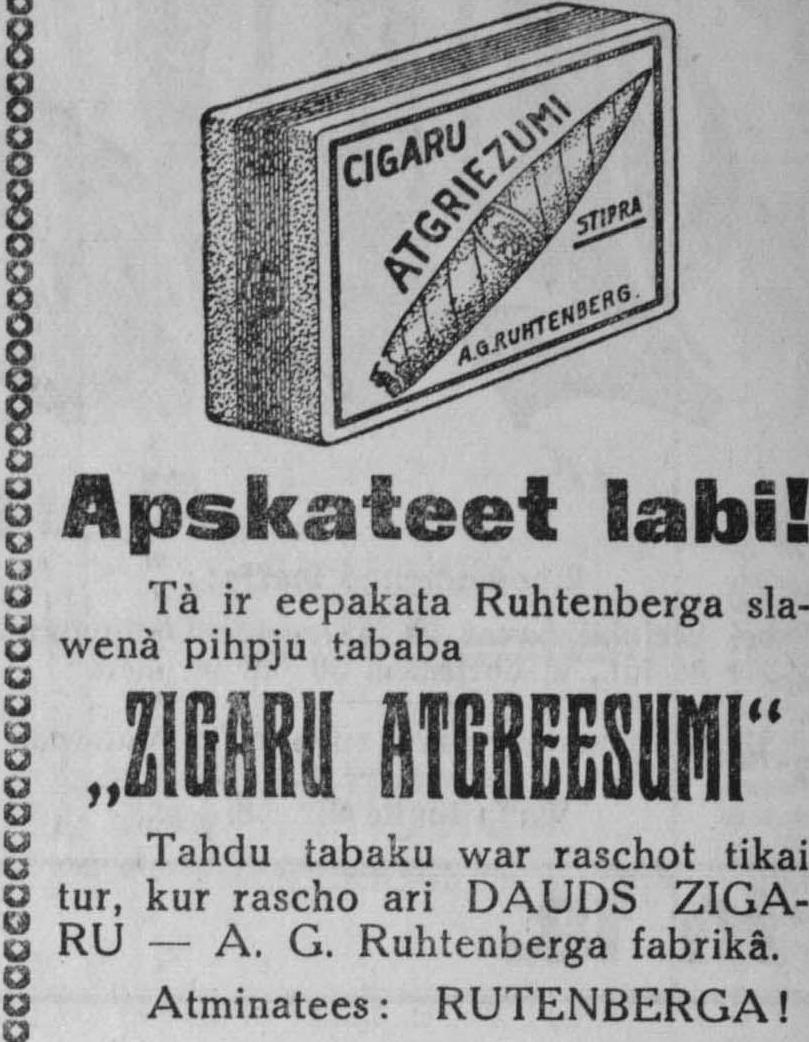 CIGARU
ATGRIEZUMI
STIPRA
A.G.RUHTENBERG.
Apskateet labi!
Tà ir eepakata Ruhtenberga sla-
wenà pihpju tababa
„ZIGARU ATGREESUMI“
Tahdu tabaku war raschot tikai
tur, kur rascho ari DAUDS ZIGA-
RU — A. G. Ruhtenberga fabrikâ.
Atminatees: RUTENBERGA!